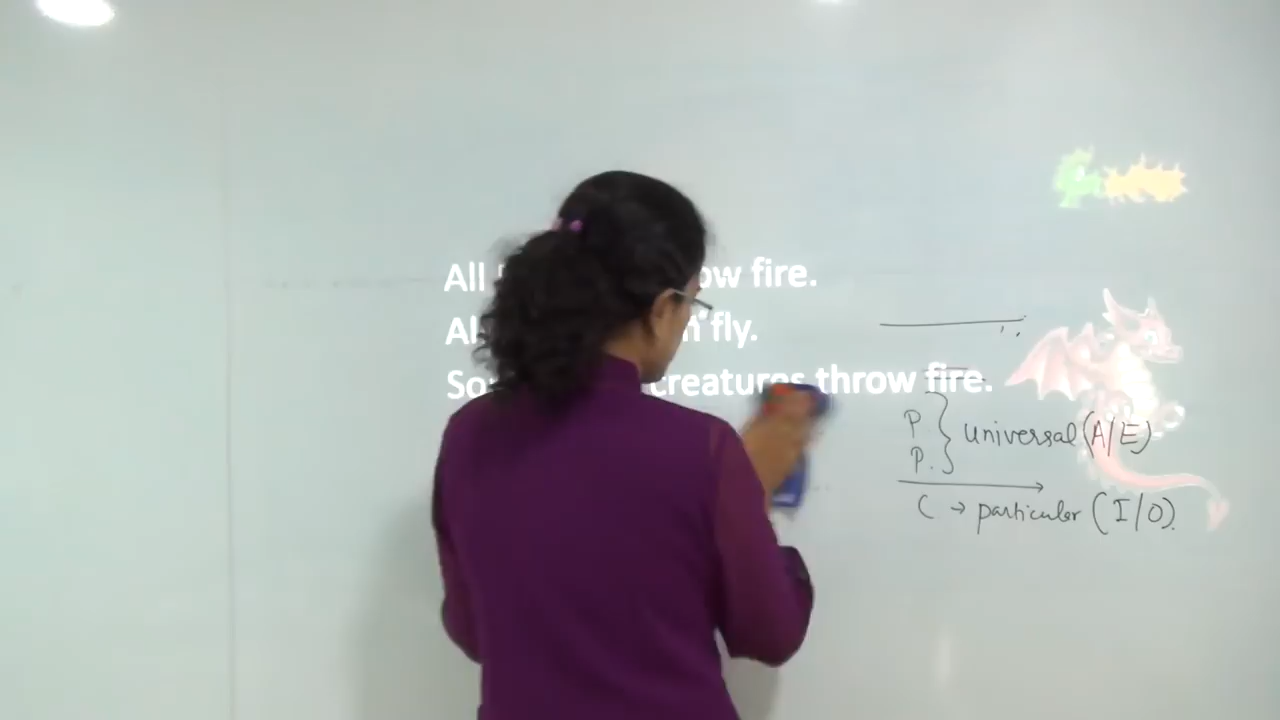 All ow fire.
Al n fly.
So creatures throw fire.
P. } universal (A/E)
P.
C → particular (I/O).